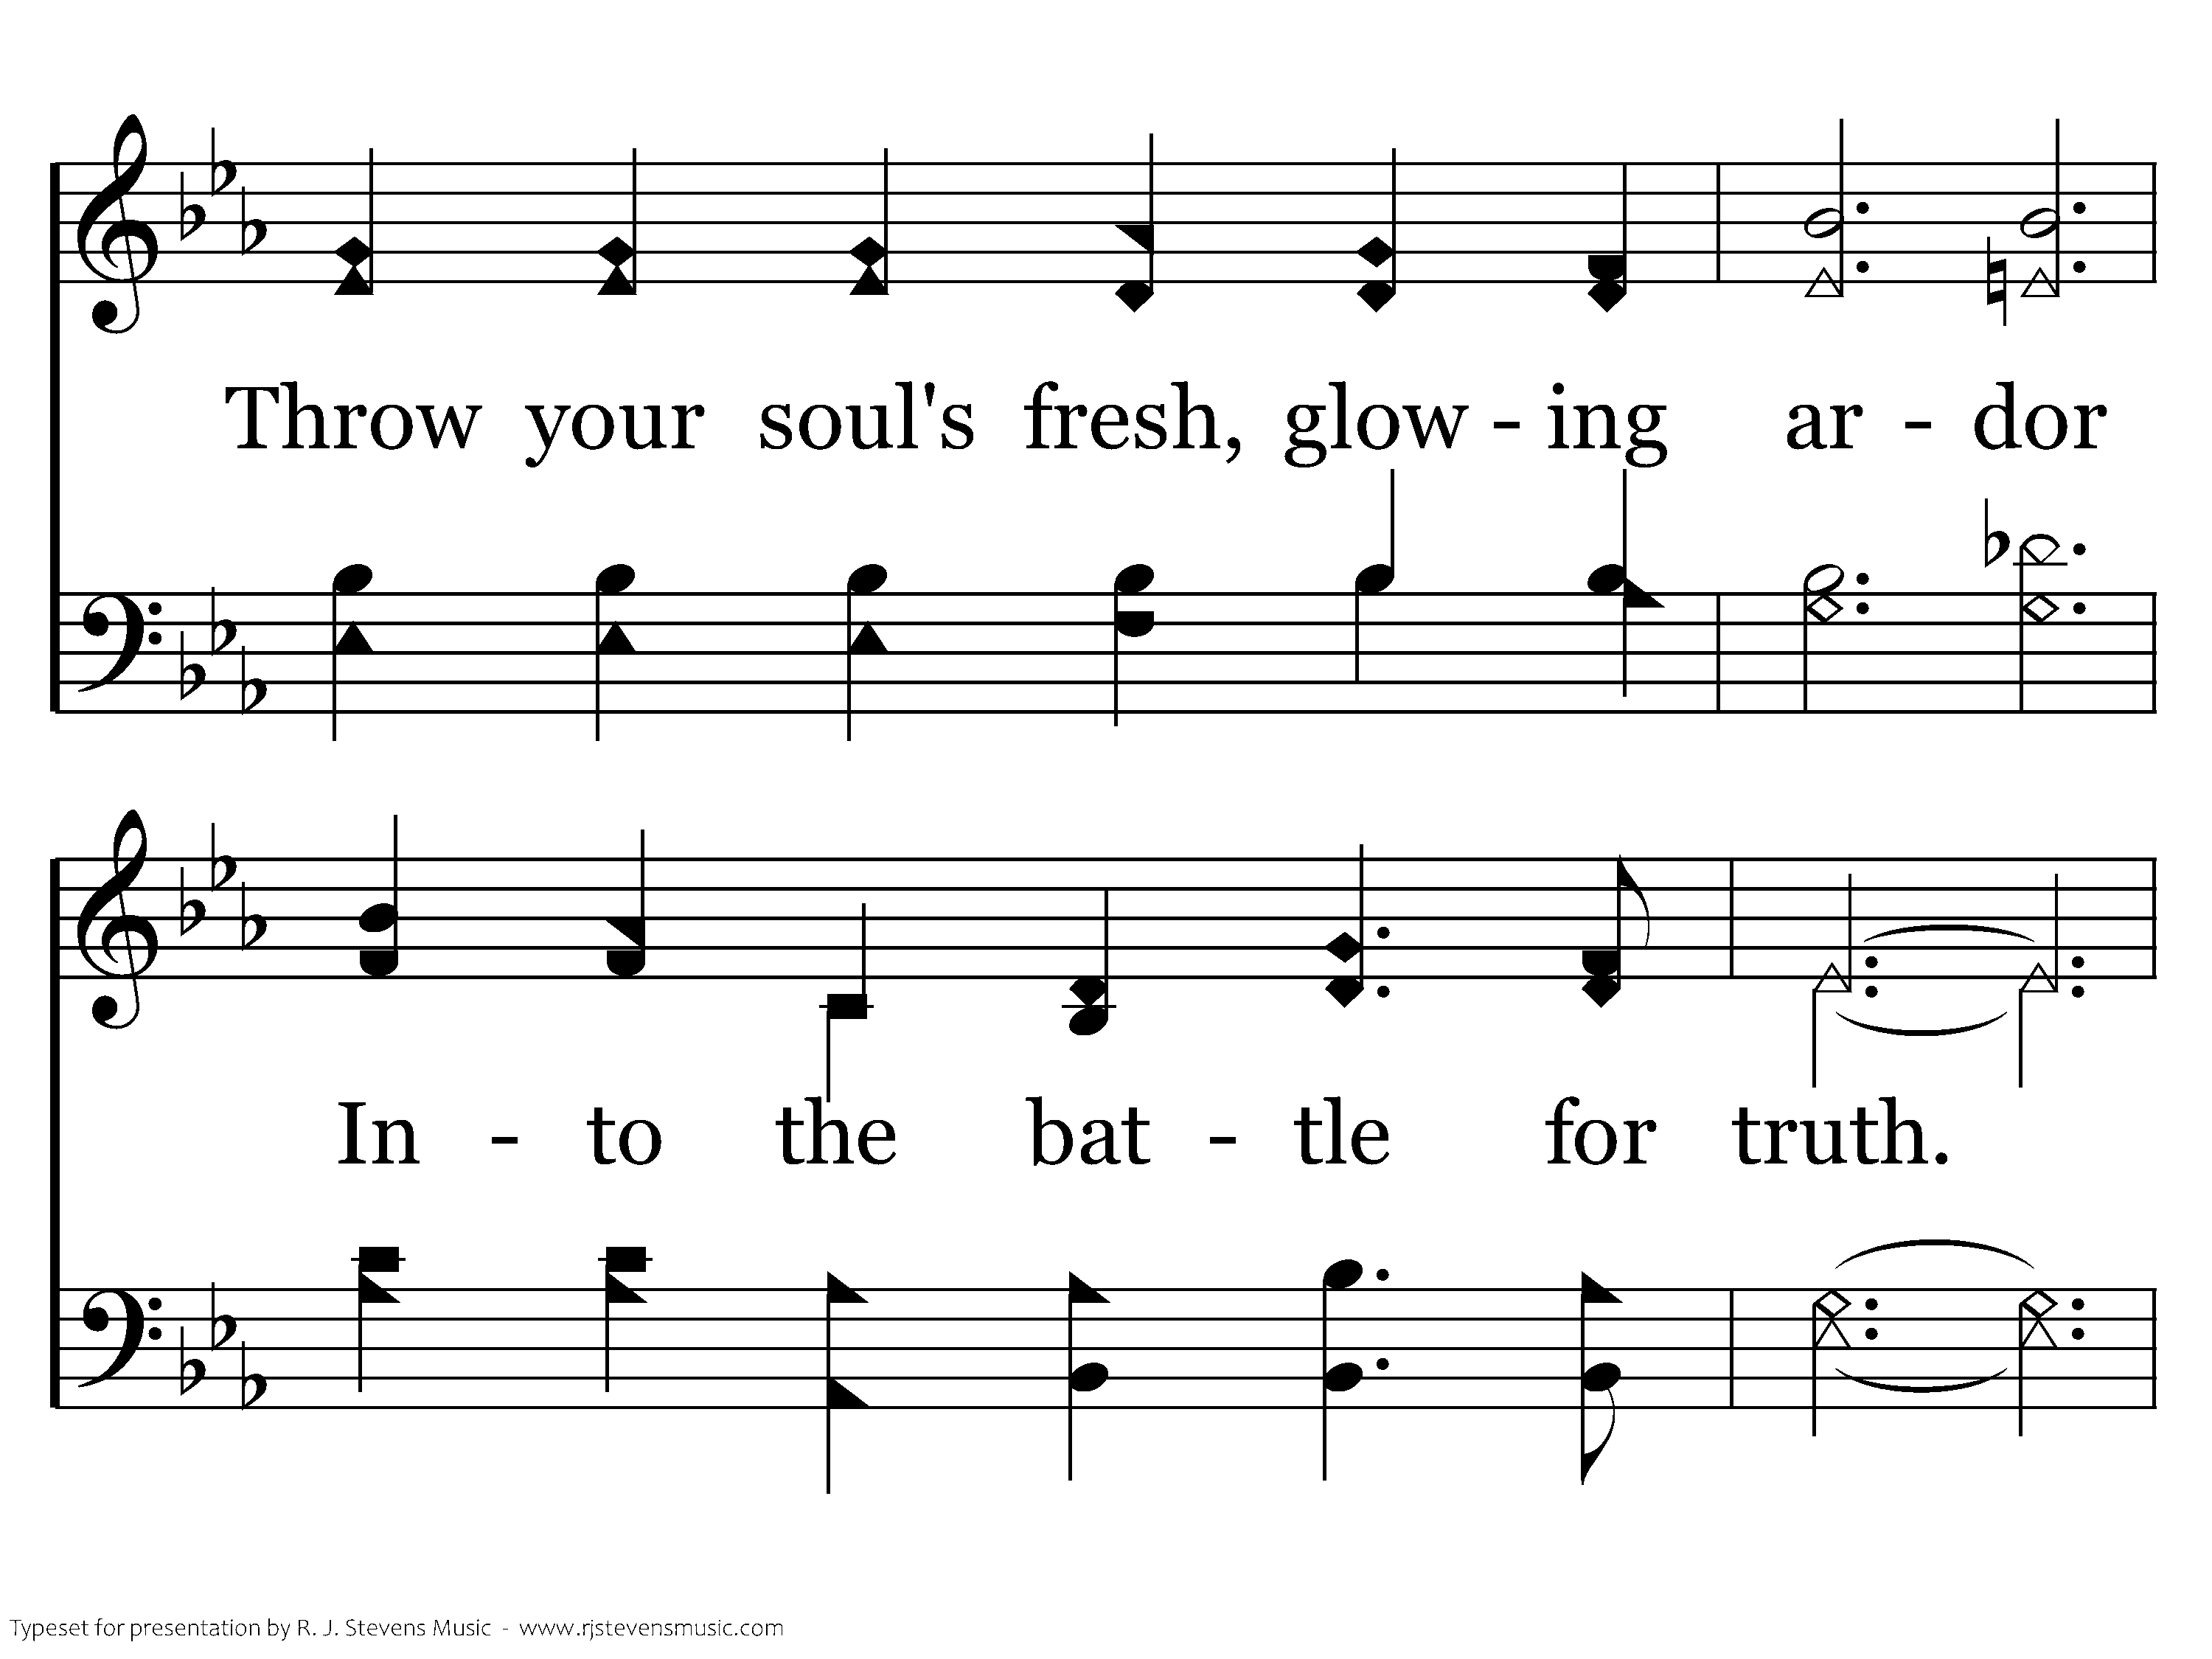 Throw your soul's fresh, glow - ing ar - dor
In - to the bat - tle for truth.
Typeset for presentation by R. J. Stevens Music - www.rjstevensmusic.com